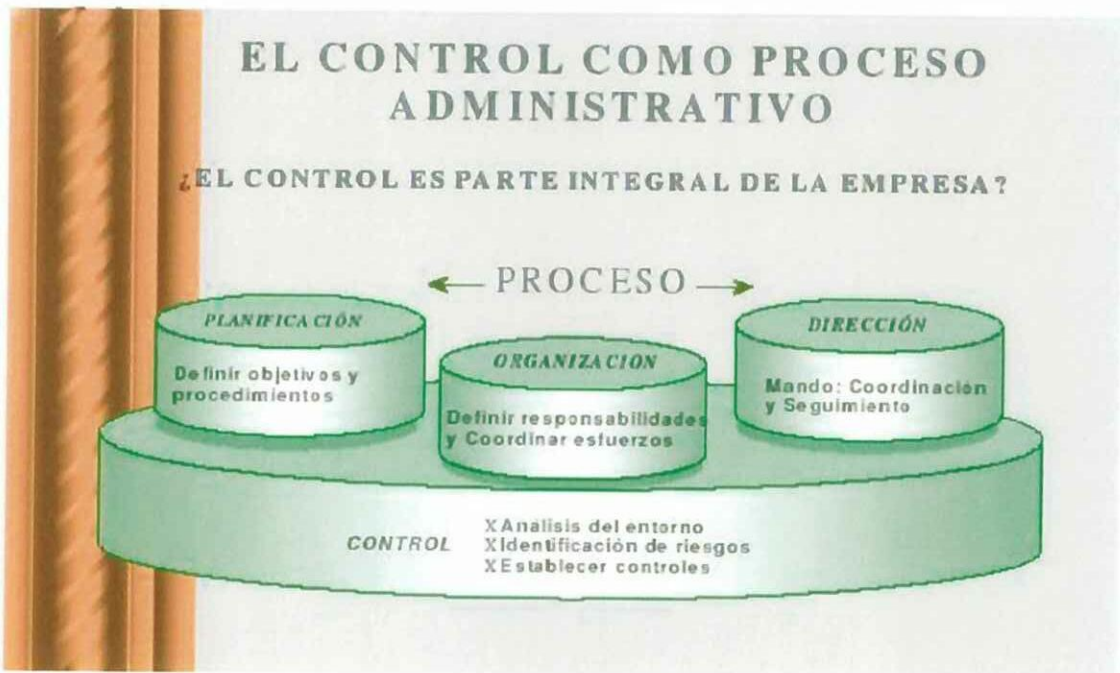 EL CONTROL COMO PROCESO
ADMINISTRATIVO
¿EL CONTROL ES PARTE INTEGRAL DE LA EMPRESA?
PROCESO
PLANIFICACIÓN
Definir objetivos y
procedimientos
ORGANIZACION
Definir responsabilidades
y Coordinar esfuerzos
DIRECCIÓN
Mando: Coordinación
y Seguimiento
CONTROL
X Análisis del entorno
X Identificación de riesgos
X Establecer controles